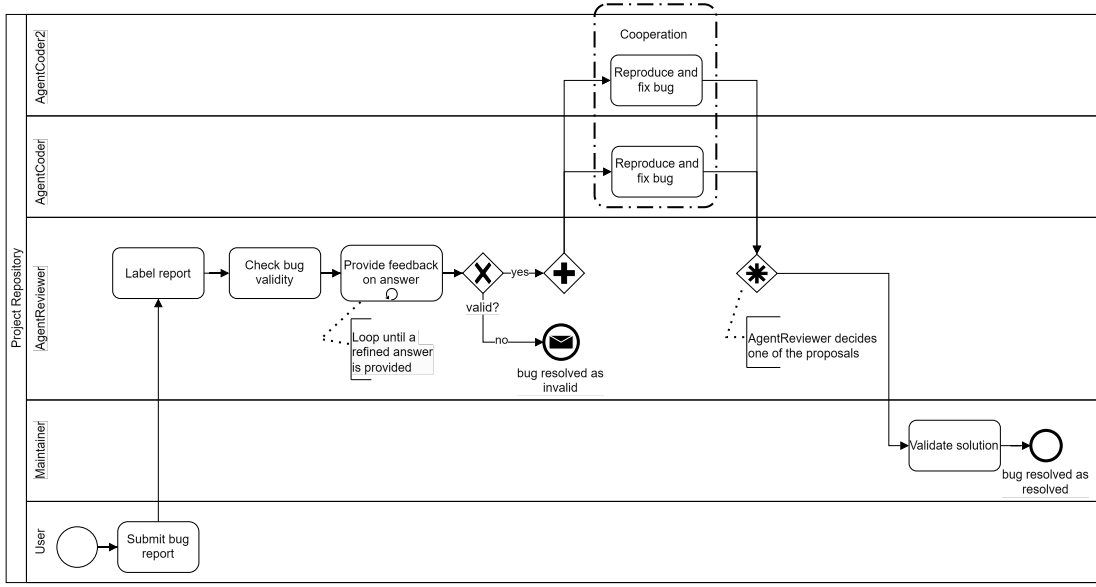 Project Repository
AgentCoder2
Cooperation
Reproduce and
fix bug
AgentCoder
Reproduce and
fix bug
AgentReviewer
Label report
Check bug
validity
Provide feedback
on answer
valid?
yes
no
Loop until a
refined answer
is provided
bug resolved as
invalid
AgentReviewer decides
one of the proposals
Maintainer
Validate solution
bug resolved as
resolved
User
Submit bug
report